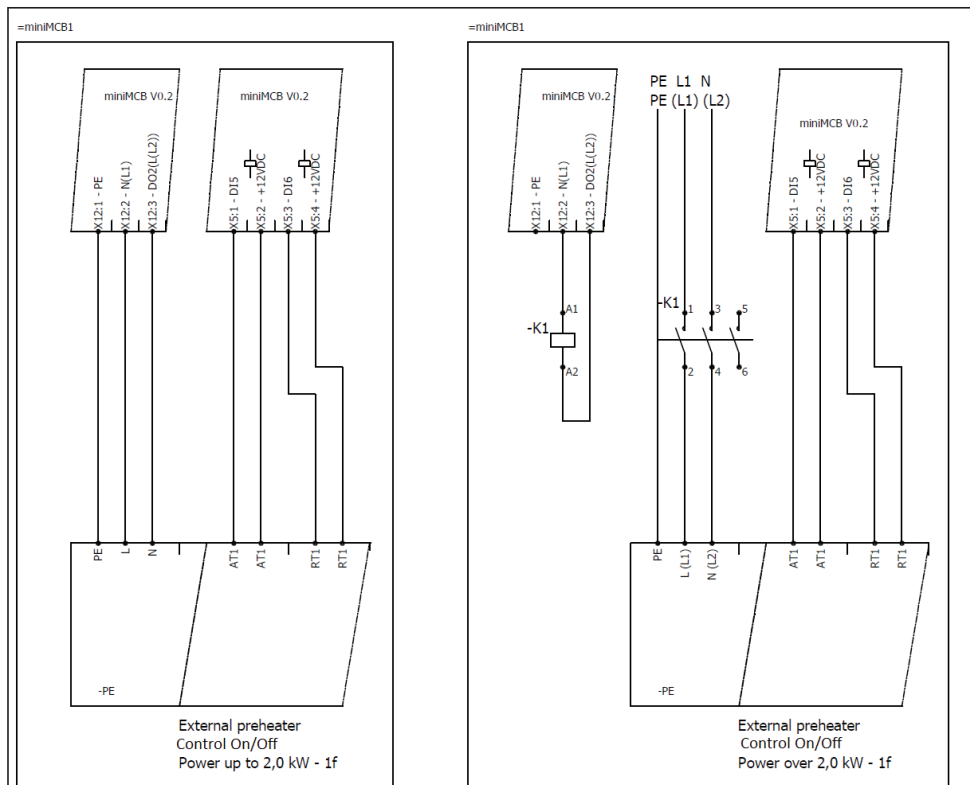 =miniMCB1
miniMCB V0.2
miniMCB V0.2
X12:1 - PE
X12:2 - N(L1)
X12:3 - DO2(L(L2))
X5:1 - DI5
X5:2 - +12VDC
X5:3 - DI6
X5:4 - +12VDC
PE
L
N
AT1
AT1
RT1
RT1
-PE
External preheater
Control On/Off
Power up to 2,0 kW - 1f
=miniMCB1
miniMCB V0.2
PE L1 N
PE (L1) (L2)
miniMCB V0.2
X12:1 - PE
X12:2 - N(L1)
X12:3 - DO2(L(L2))
X5:1 - DI5
X5:2 - +12VDC
X5:3 - DI6
X5:4 - +12VDC
-K1
A1
A2
-K1
1
3
5
2
4
6
PE
L (L1)
N (L2)
AT1
AT1
RT1
RT1
-PE
External preheater
Control On/Off
Power over 2,0 kW - 1f